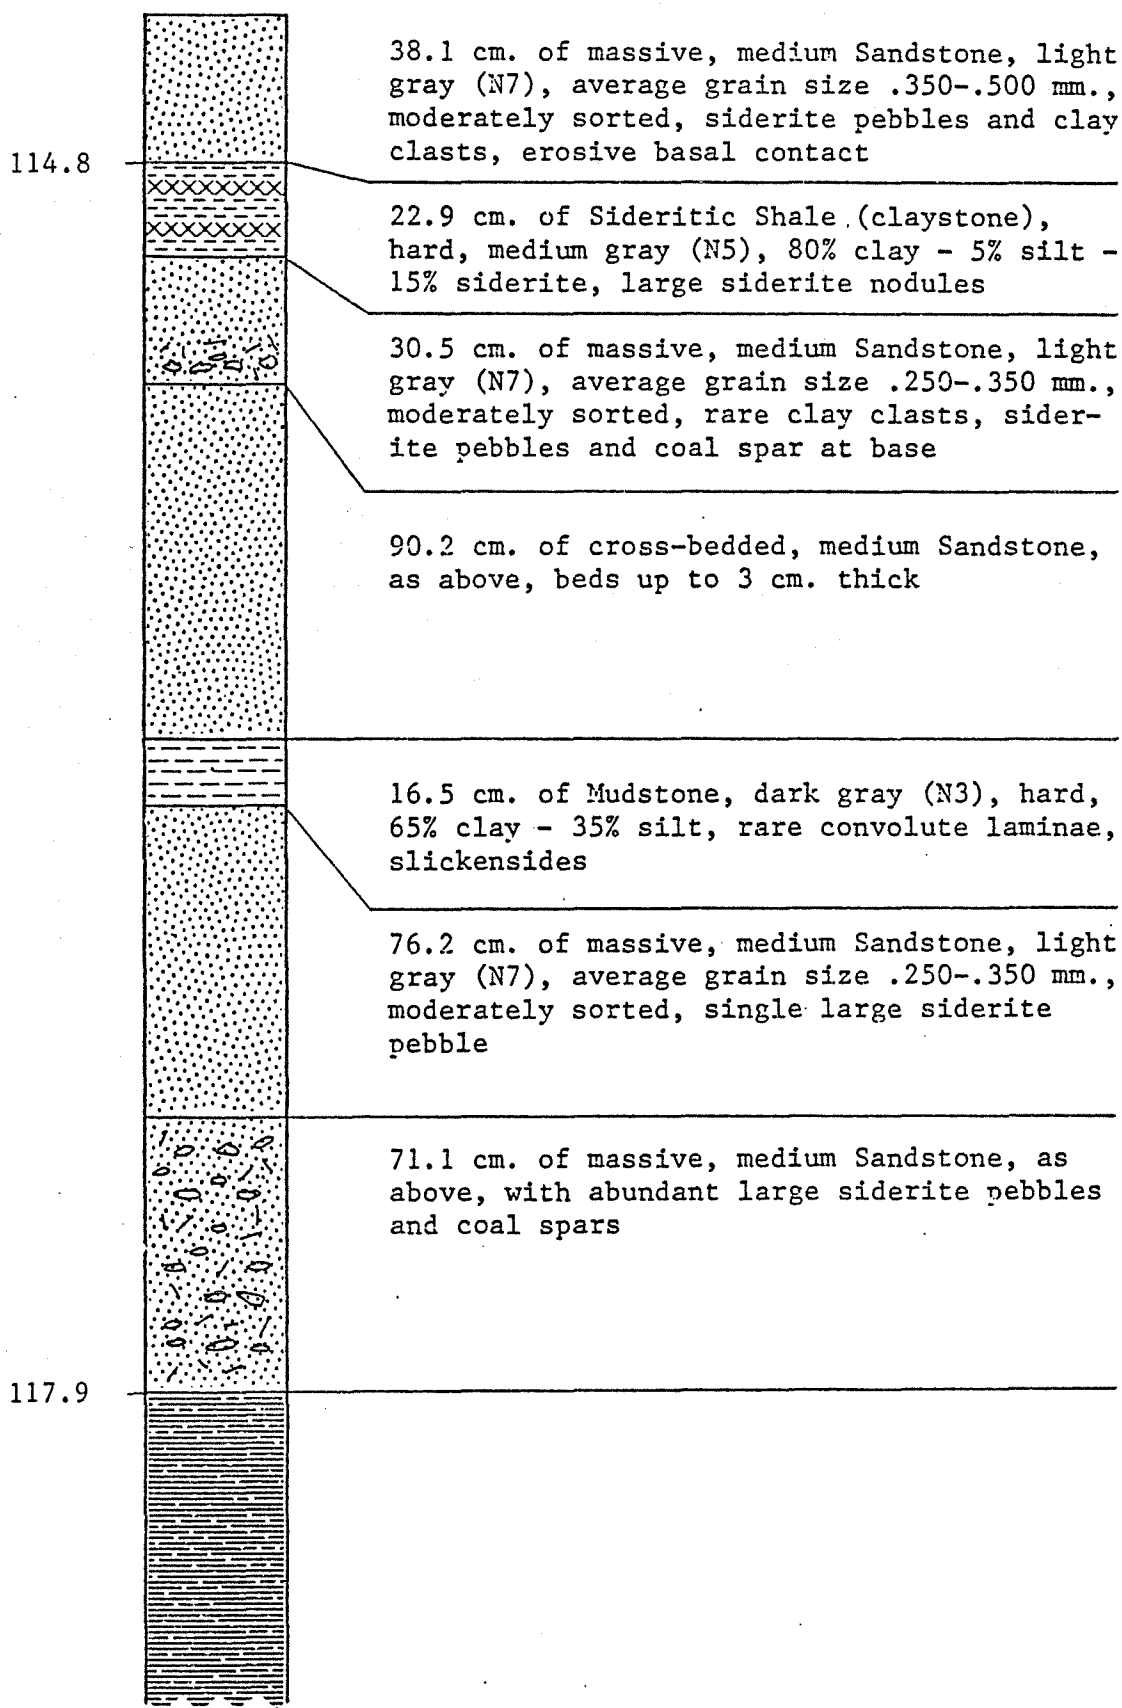 38.1 cm. of massive, medium Sandstone, light
gray (N7), average grain size .350-.500 mm.,
moderately sorted, siderite pebbles and clay
clasts, erosive basal contact
114.8
22.9 cm. of Sideritic Shale (claystone),
hard, medium gray (N5), 80% clay - 5% silt -
15% siderite, large siderite nodules
30.5 cm. of massive, medium Sandstone, light
gray (N7), average grain size .250-.350 mm.,
moderately sorted, rare clay clasts, sider-
ite pebbles and coal spar at base
90.2 cm. of cross-bedded, medium Sandstone,
as above, beds up to 3 cm. thick
16.5 cm. of Mudstone, dark gray (N3), hard,
65% clay - 35% silt, rare convolute laminae,
slickensides
76.2 cm. of massive, medium Sandstone, light
gray (N7), average grain size .250-.350 mm.,
moderately sorted, single large siderite
pebble
71.1 cm. of massive, medium Sandstone, as
above, with abundant large siderite pebbles
and coal spars
117.9